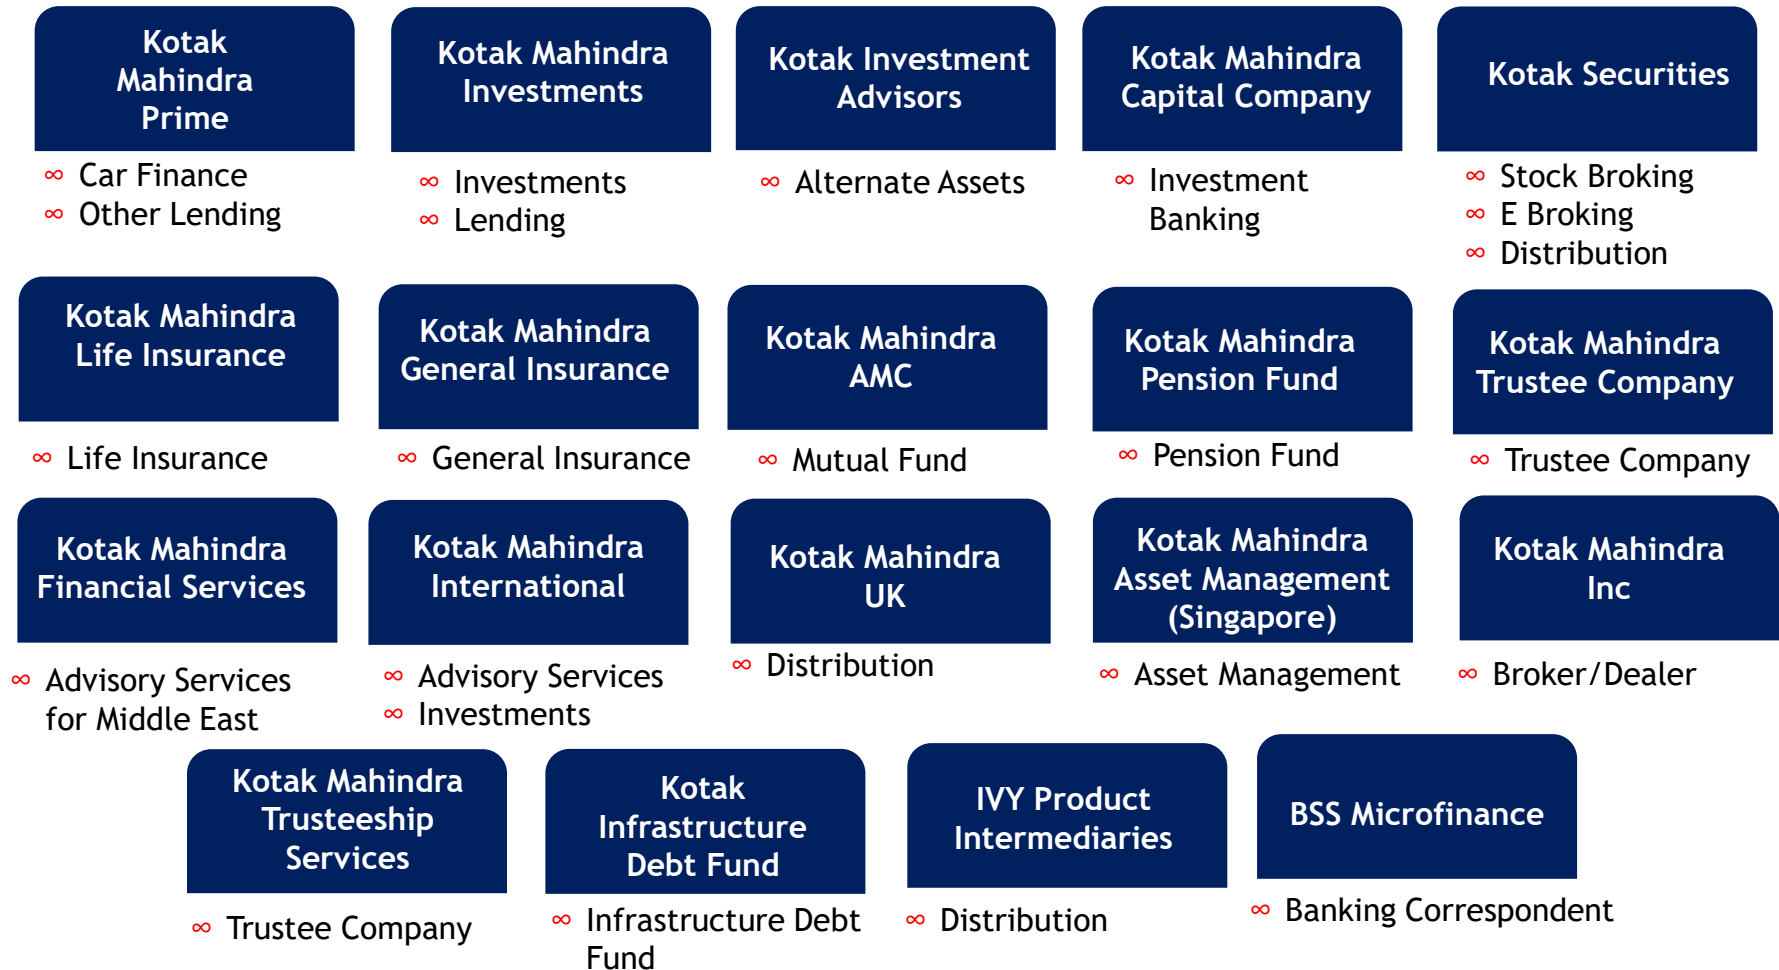 Kotak
Mahindra
Prime
∞ Car Finance
∞ Other Lending
Kotak Mahindra
Investments
∞ Investments
∞ Lending
Kotak Investment
Advisors
∞ Alternate Assets
Kotak Mahindra
Capital Company
∞ Investment
Banking
Kotak Securities
∞ Stock Broking
∞ E Broking
∞ Distribution
Kotak Mahindra
Life Insurance
∞ Life Insurance
Kotak Mahindra
General Insurance
∞ General Insurance
Kotak Mahindra
AMC
∞ Mutual Fund
Kotak Mahindra
Pension Fund
∞ Pension Fund
Kotak Mahindra
Trustee Company
∞ Trustee Company
Kotak Mahindra
Financial Services
∞ Advisory Services
for Middle East
Kotak Mahindra
International
∞ Advisory Services
∞ Investments
Kotak Mahindra
UK
∞ Distribution
Kotak Mahindra
Asset Management
(Singapore)
∞ Asset Management
Kotak Mahindra
Inc
∞ Broker/Dealer
Kotak Mahindra
Trusteeship
Services
∞ Trustee Company
Kotak
Infrastructure
Debt Fund
∞ Infrastructure Debt
Fund
IVY Product
Intermediaries
∞ Distribution
BSS Microfinance
∞ Banking Correspondent